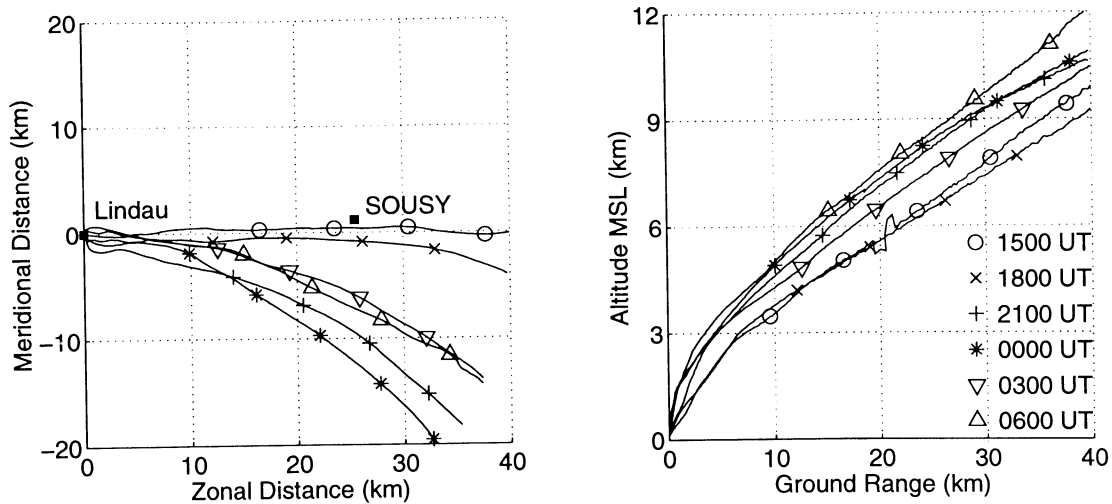 20
10
0
−10
−20
Meridional Distance (km)
Lindau
SOUSY
0 10 20 30 40
Zonal Distance (km)
12
9
6
3
0
Altitude MSL (km)
1500 UT
1800 UT
2100 UT
0000 UT
0300 UT
0600 UT
0 10 20 30 40
Ground Range (km)